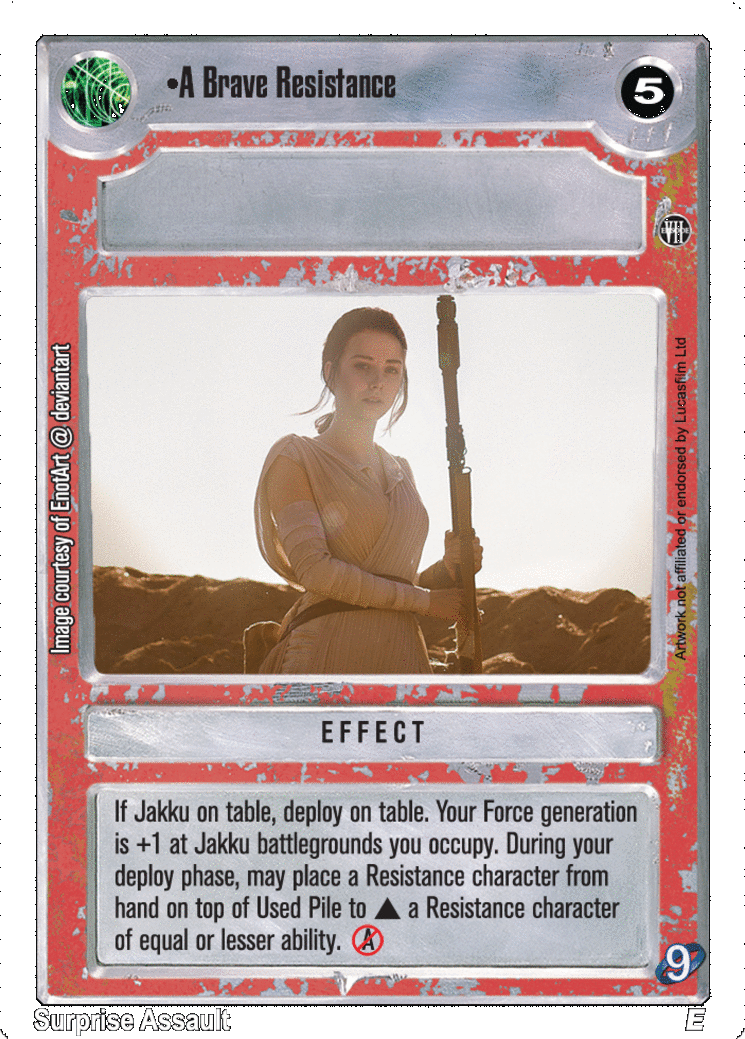 •A Brave Resistance
5
EPISODE
VII
Image courtesy of EnotArt @ deviantart
Artwork not affiliated or endorsed by Lucasfilm Ltd
EFFECT
If Jakku on table, deploy on table. Your Force generation
is +1 at Jakku battlegrounds you occupy. During your
deploy phase, may place a Resistance character from
hand on top of Used Pile to ▲ a Resistance character
of equal or lesser ability. A
9
Surprise Assault
E